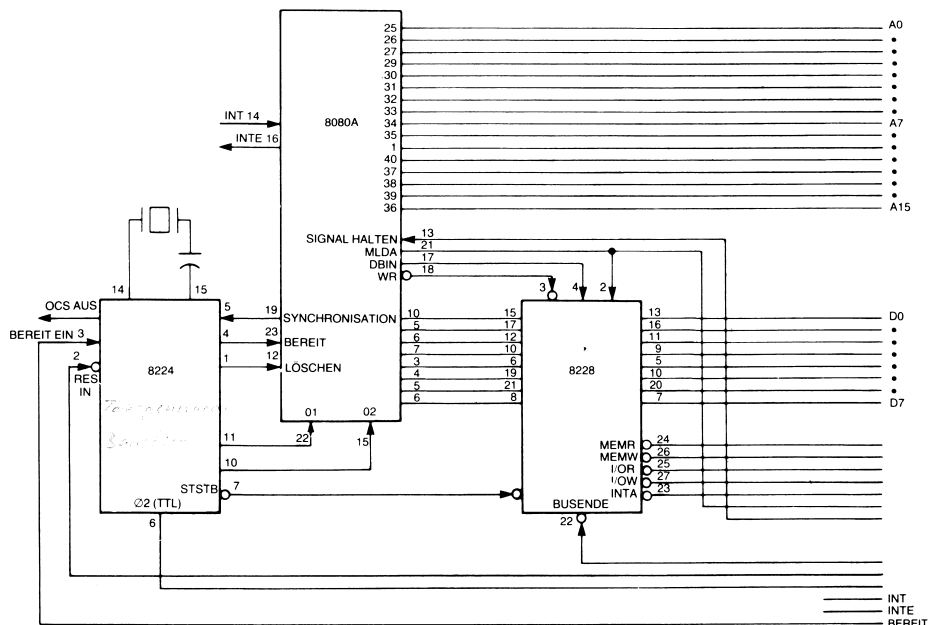 25 A0
26
27
29
30
31
32
33
INT 14 8080A 34 A7
35
INTE 16 1
40
37
38
39
36 A15
SIGNAL HALTEN 13
MLDA 21
DBIN 17
WR 18
3 4 2
14 15
OCS AUS 5 19 SYNCHRONISATION 10 15 13 D0
5 17 16
BEREIT EIN 3 4 23 BEREIT 6 12 11
7 10 9
2 8224 1 12 LÖSCHEN 3 6 8228 5
RES 4 19 10
IN 5 21 20
6 8 7 D7
01 02
11 22 15
10
MEMR 24
MEMW 26
I/OR 25
I/OW 27
INTA 23
STSTB 7
Ø2 (TTL) BUSENDE
6 22
INT
INTE
BEREIT